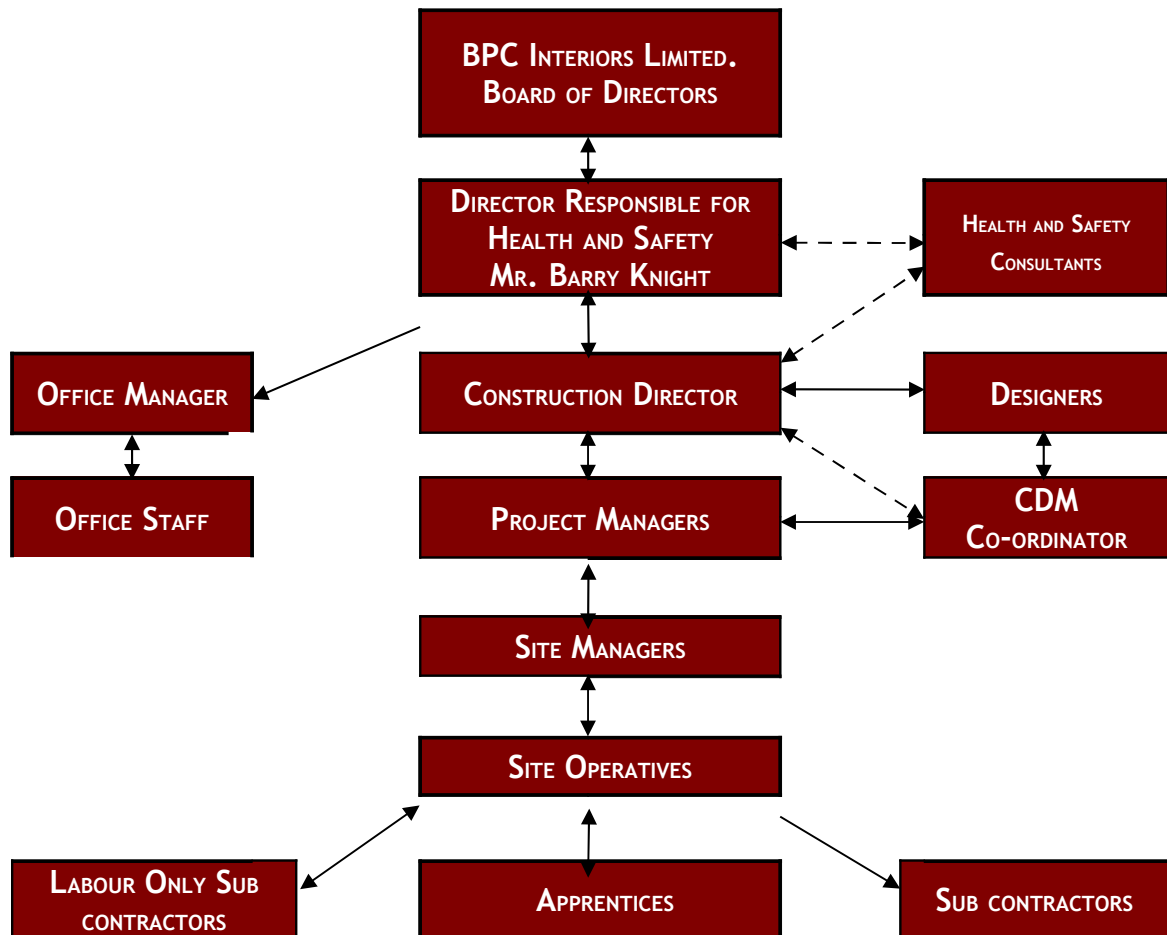 BPC Interiors Limited.
Board of Directors
Director Responsible for
Health and Safety
Mr. Barry Knight
Health and Safety
Consultants
Office Manager
Construction Director
Designers
Office Staff
Project Managers
CDM
Co-ordinator
Site Managers
Site Operatives
Labour Only Sub
contractors
Apprentices
Sub contractors